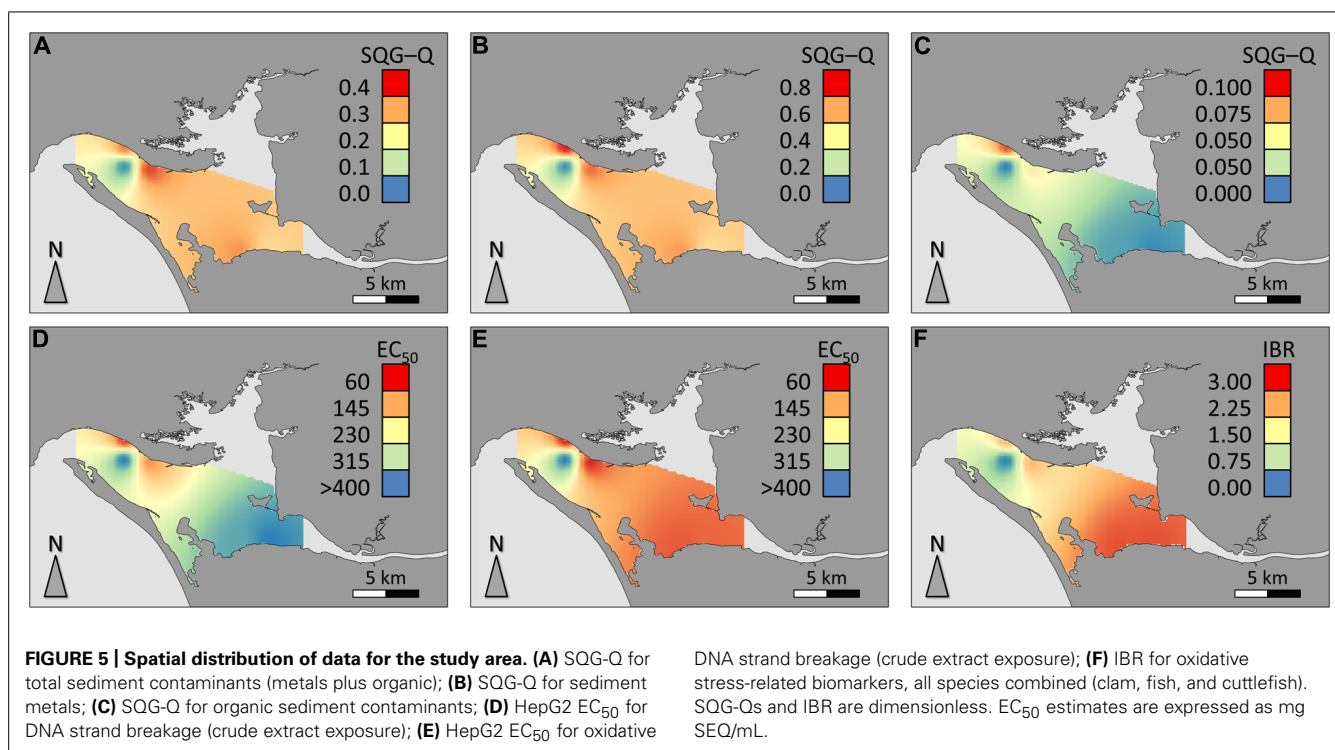 A
SQG–Q
0.4
0.3
0.2
0.1
0.0
N
5 km
B
SQG–Q
0.8
0.6
0.4
0.2
0.0
N
5 km
C
SQG–Q
0.100
0.075
0.050
0.050
0.000
N
5 km
D
EC50
60
145
230
315
>400
N
5 km
E
EC50
60
145
230
315
>400
N
5 km
F
IBR
3.00
2.25
1.50
0.75
0.00
N
5 km
FIGURE 5 | Spatial distribution of data for the study area. (A) SQG-Q for
total sediment contaminants (metals plus organic); (B) SQG-Q for sediment
metals; (C) SQG-Q for organic sediment contaminants; (D) HepG2 EC50 for
DNA strand breakage (crude extract exposure); (E) HepG2 EC50 for oxidative
DNA strand breakage (crude extract exposure); (F) IBR for oxidative
stress-related biomarkers, all species combined (clam, fish, and cuttlefish).
SQG-Qs and IBR are dimensionless. EC50 estimates are expressed as mg
SEQ/mL.